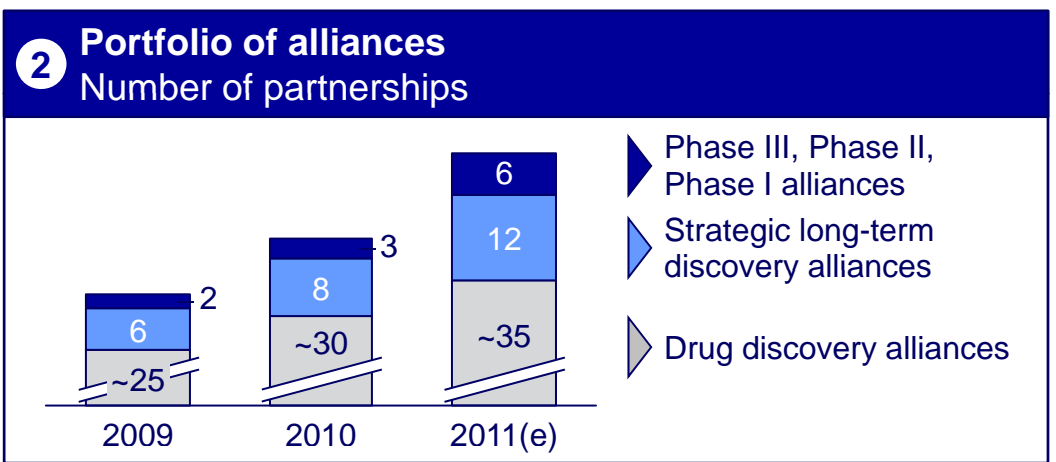 2
Portfolio of alliances
Number of partnerships
6
12
~35
3
8
~30
2
6
~25
2009
2010
2011(e)
Phase III, Phase II,
Phase I alliances
Strategic long-term
discovery alliances
Drug discovery alliances